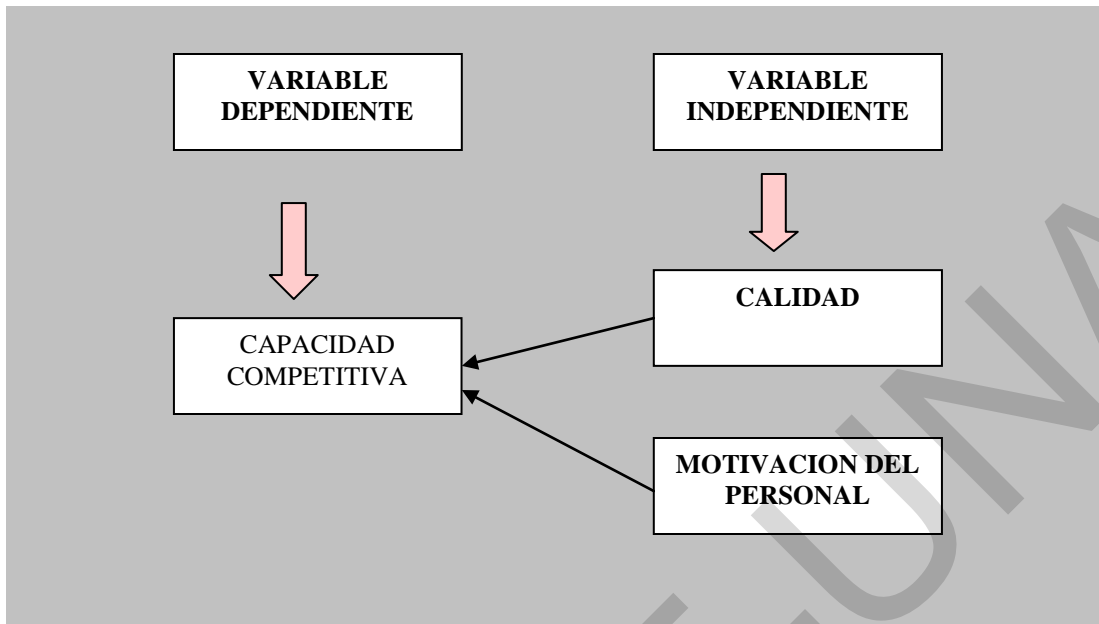 VARIABLE
DEPENDIENTE
VARIABLE
INDEPENDIENTE
CALIDAD
CAPACIDAD
COMPETITIVA
MOTIVACION DEL
PERSONAL